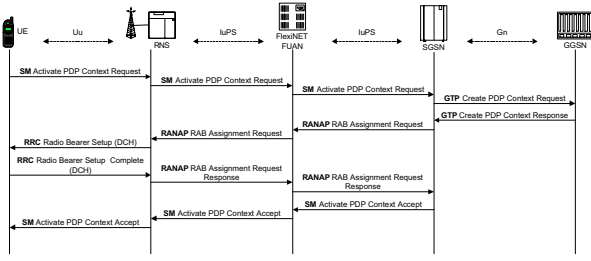 UE
Uu
RNS
IuPS
FlexiNET
FUAN
IuPS
SGSN
Gn
GGSN
SM Activate PDP Context Request
SM Activate PDP Context Request
SM Activate PDP Context Request
GTP Create PDP Context Request
GTP Create PDP Context Response
RANAP RAB Assignment Request
RANAP RAB Assignment Request
RRC Radio Bearer Setup (DCH)
RRC Radio Bearer Setup Complete
(DCH)
RANAP RAB Assignment Request
Response
RANAP RAB Assignment Request
Response
SM Activate PDP Context Accept
SM Activate PDP Context Accept
SM Activate PDP Context Accept